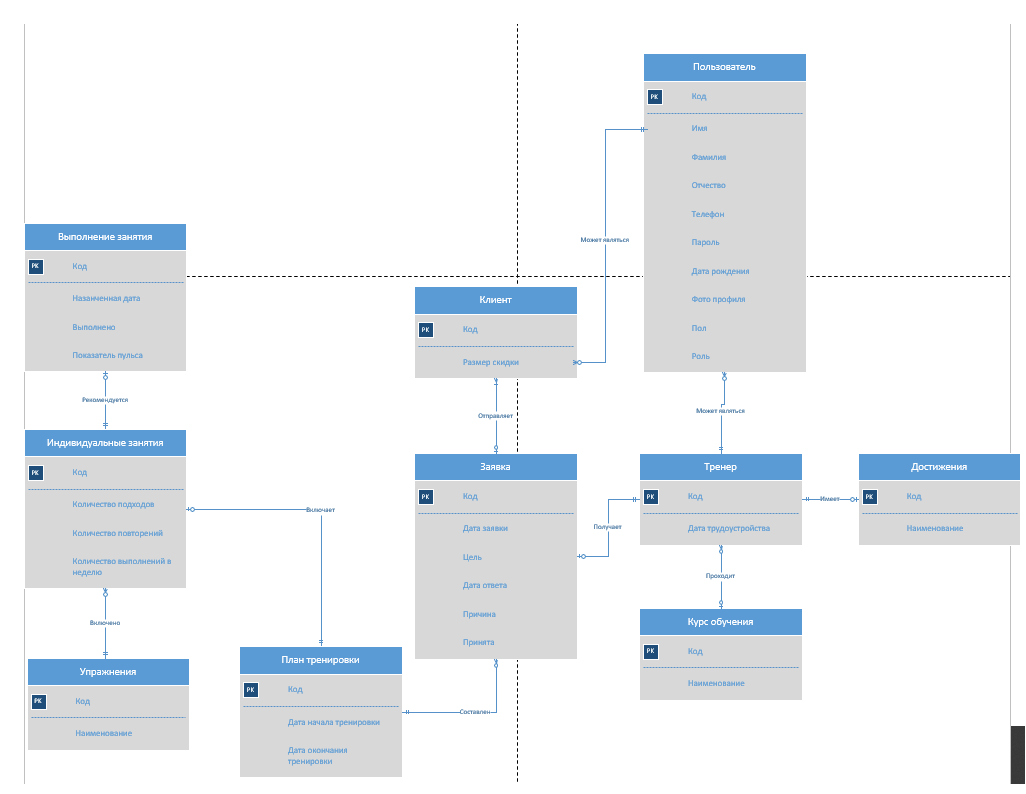 Пользователь
PK
Код
Имя
Фамилия
Отчество
Телефон
Пароль
Дата рождения
Фото профиля
Пол
Роль
Может являться
Выполнение занятия
PK
Код
Назанченная дата
Выполнено
Показатель пульса
Рекомендуется
Клиент
PK
Код
Размер скидки
Отправляет
Может являться
Индивидуальные занятия
PK
Код
Количество подходов
Количество повторений
Количество выполнений в
неделю
Включает
Включено
Заявка
PK
Код
Дата заявки
Цель
Дата ответа
Причина
Принята
Получает
Тренер
PK
Код
Дата трудоустройства
Имеет
Достижения
PK
Код
Наименование
Проходит
Курс обучения
PK
Код
Наименование
Упражнения
PK
Код
Наименование
План тренировки
PK
Код
Дата начала тренировки
Дата окончания
тренировки
Составлен